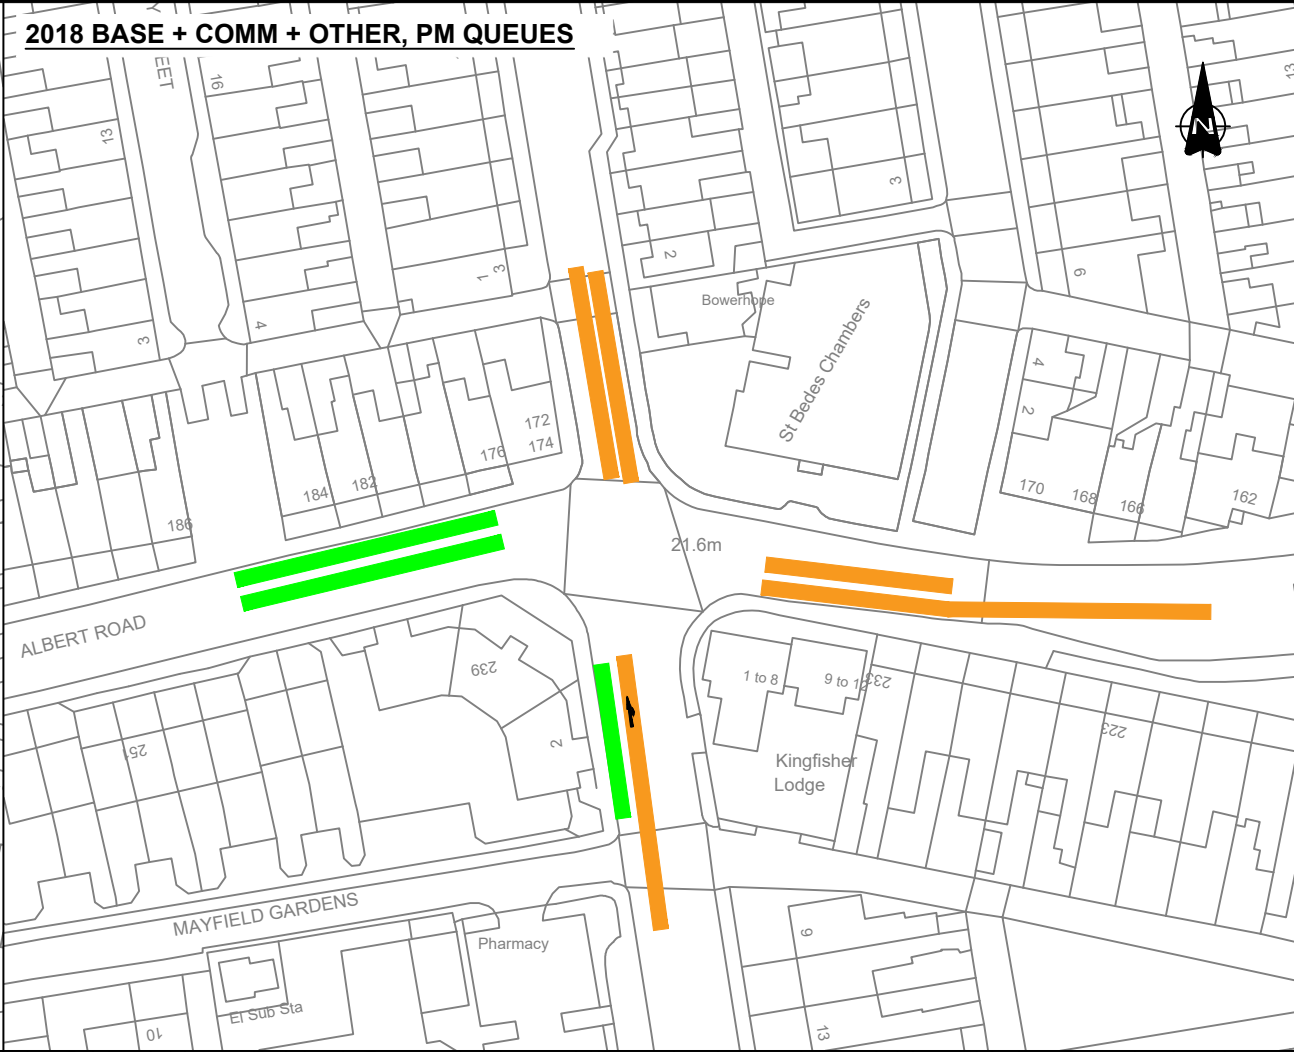 2018 BASE + COMM + OTHER, PM QUEUES
EET
16
13
13
N
3
2
1
3
6
Bowerhope
4
3
St Bedes Chambers
4
2
172
174
176
182
184
186
170
168
166
162
21.6m
ALBERT ROAD
239
1 to 8
9 to 12
233
251
2
223
Kingfisher
Lodge
MAYFIELD GARDENS
Pharmacy
9
El Sub Sta
10
13